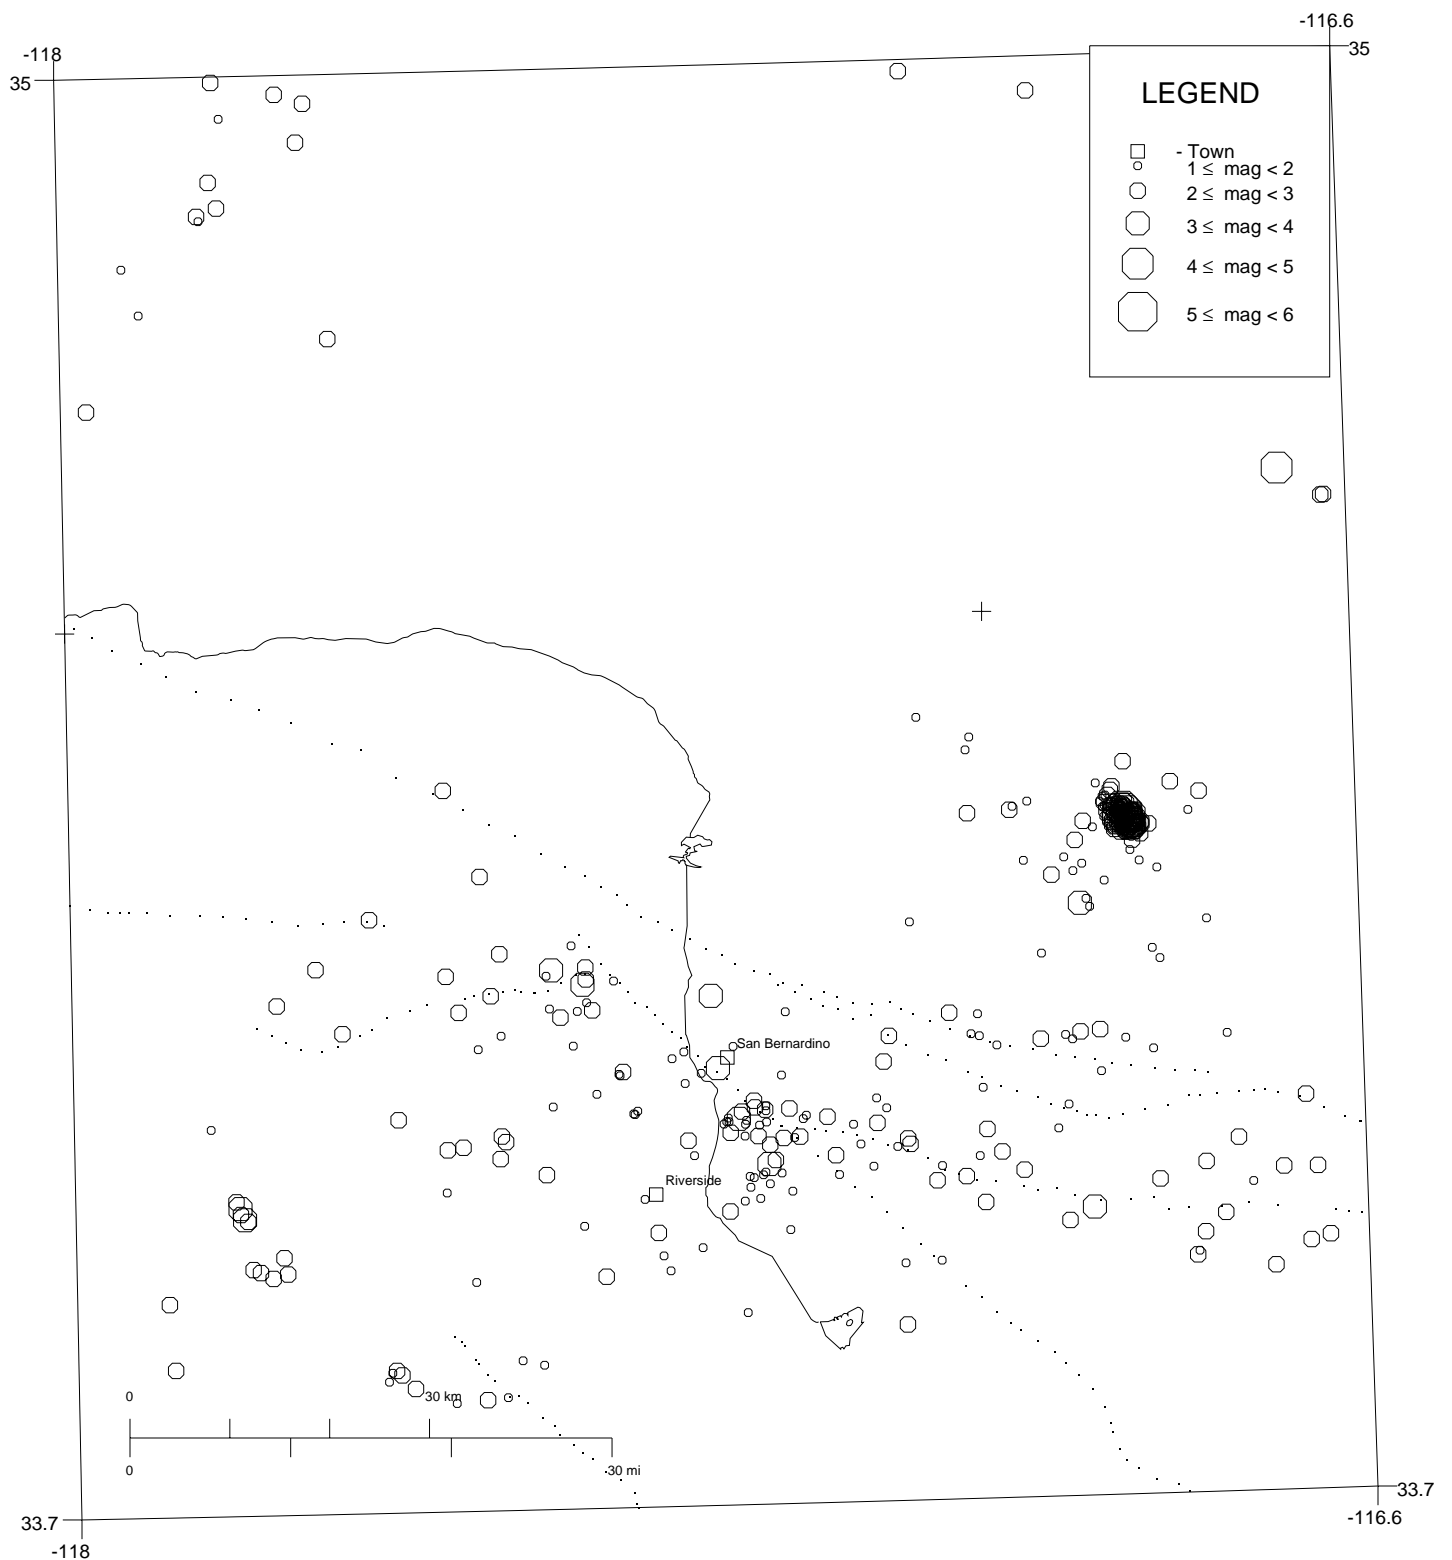 -116.6
-118
35
35
LEGEND
- Town
1 ≤ mag < 2
2 ≤ mag < 3
3 ≤ mag < 4
4 ≤ mag < 5
5 ≤ mag < 6
San Bernardino
Riverside
0
30 km
0
30 mi
33.7
33.7
-116.6
-118